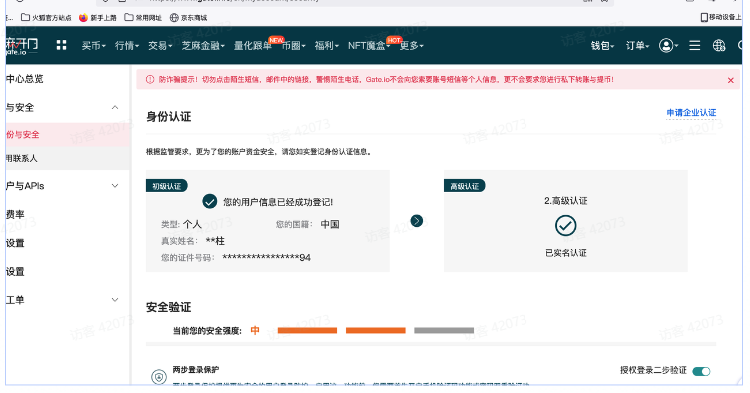 火狐官方站点 新手上路 常用网址 京东商城 移动设备上
芝麻开门 gate.io 买币 行情 交易 芝麻金融 量化跟单 NEW 币圈 福利 NFT魔盒 HOT 更多 钱包 订单
中心总览
防诈骗提示！切勿点击陌生短信，邮件中的链接，警惕陌生电话，Gate.io不会向您索要账号短信等个人信息，更不会要求您进行私下转账与提币！
与安全
份与安全
用联系人
户与APIs
费率
设置
设置
工单
身份认证 申请企业认证
根据监管要求，更为了您的账户资金安全，请您如实登记身份认证信息。
初级认证
您的用户信息已经成功登记!
类型: 个人 您的国籍: 中国
真实姓名: **柱
您的证件号码: ****************94
高级认证
2.高级认证
已实名认证
安全验证
当前您的安全强度: 中
两步登录保护 授权登录二步验证
访客 42073